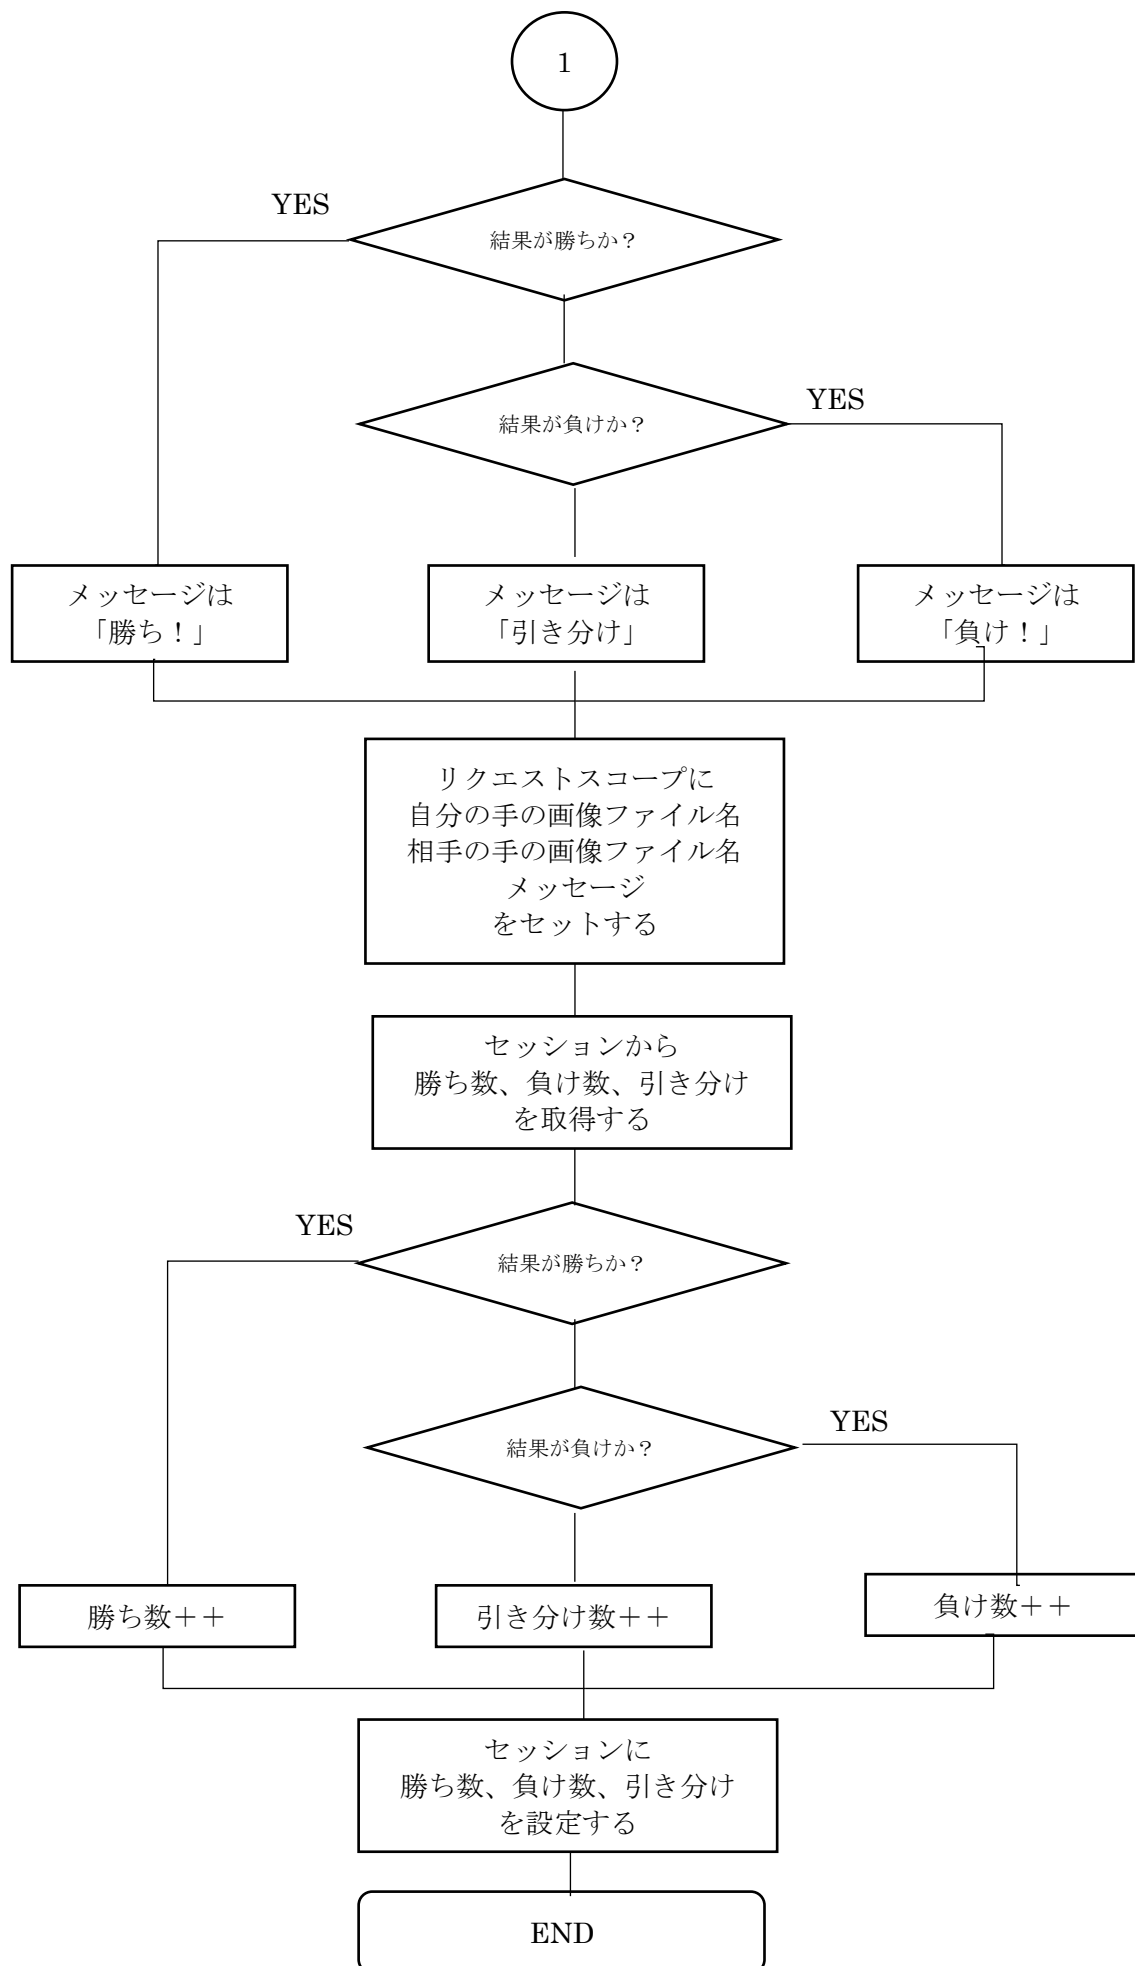 1
YES
結果が勝ちか？
YES
結果が負けか？
メッセージは
「勝ち！」
メッセージは
「引き分け」
メッセージは
「負け！」
リクエストスコープに
自分の手の画像ファイル名
相手の手の画像ファイル名
メッセージ
をセットする
セッションから
勝ち数、負け数、引き分け
を取得する
YES
結果が勝ちか？
YES
結果が負けか？
勝ち数＋＋
引き分け数＋＋
負け数＋＋
セッションに
勝ち数、負け数、引き分け
を設定する
END